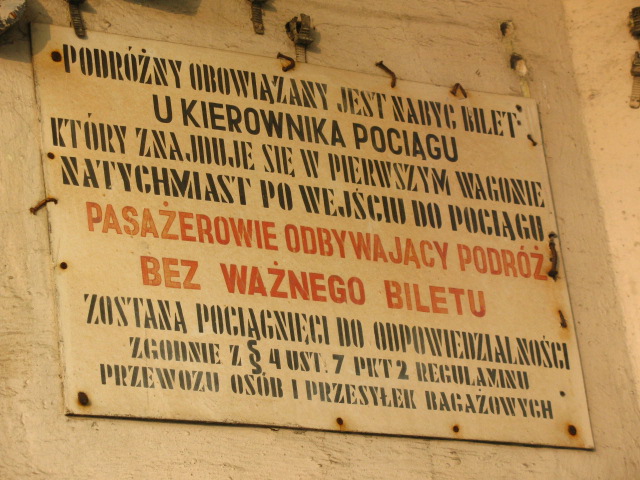 PODRÓŻNY OBOWIĄZANY JEST NABYĆ BILET
U KIEROWNIKA POCIĄGU
KTÓRY ZNAJDUJE SIĘ W PIERWSZYM WAGONIE
NATYCHMIAST PO WEJŚCIU DO POCIĄGU
PASAŻEROWIE ODBYWAJĄCY PODRÓŻ
BEZ WAŻNEGO BILETU
ZOSTANĄ POCIĄGNIĘCI DO ODPOWIEDZIALNOŚCI
ZGODNIE Z § 4 UST. 7 PKT 2 REGULAMINU
PRZEWOZU OSÓB I PRZESYŁEK BAGAŻOWYCH